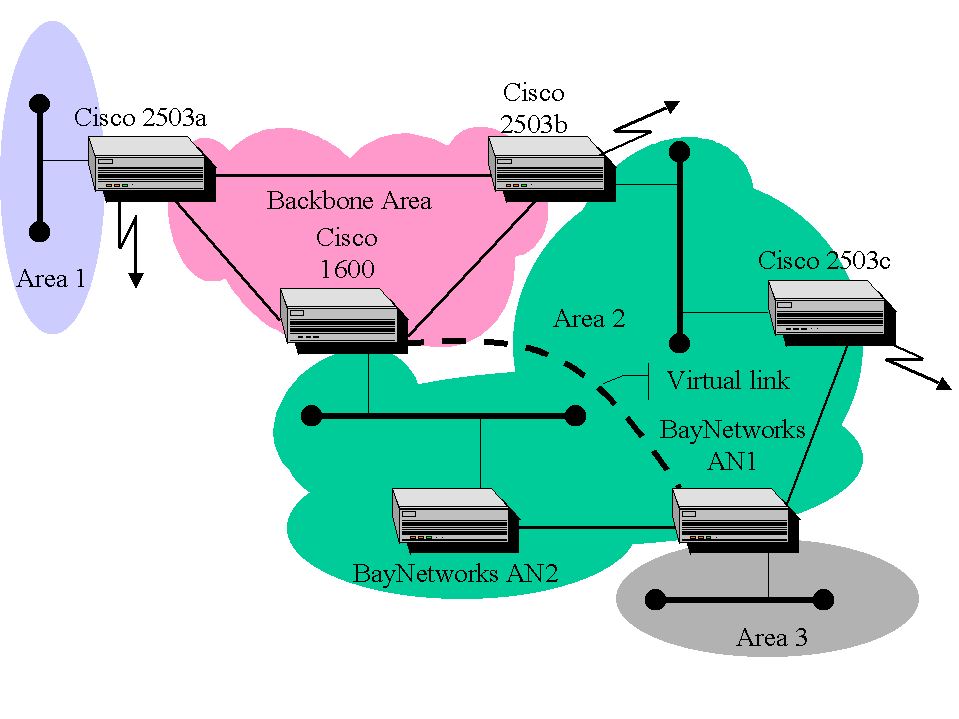 Cisco 2503a
Cisco
2503b
Backbone Area
Cisco
1600
Area 1
Cisco 2503c
Area 2
Virtual link
BayNetworks
AN1
BayNetworks AN2
Area 3